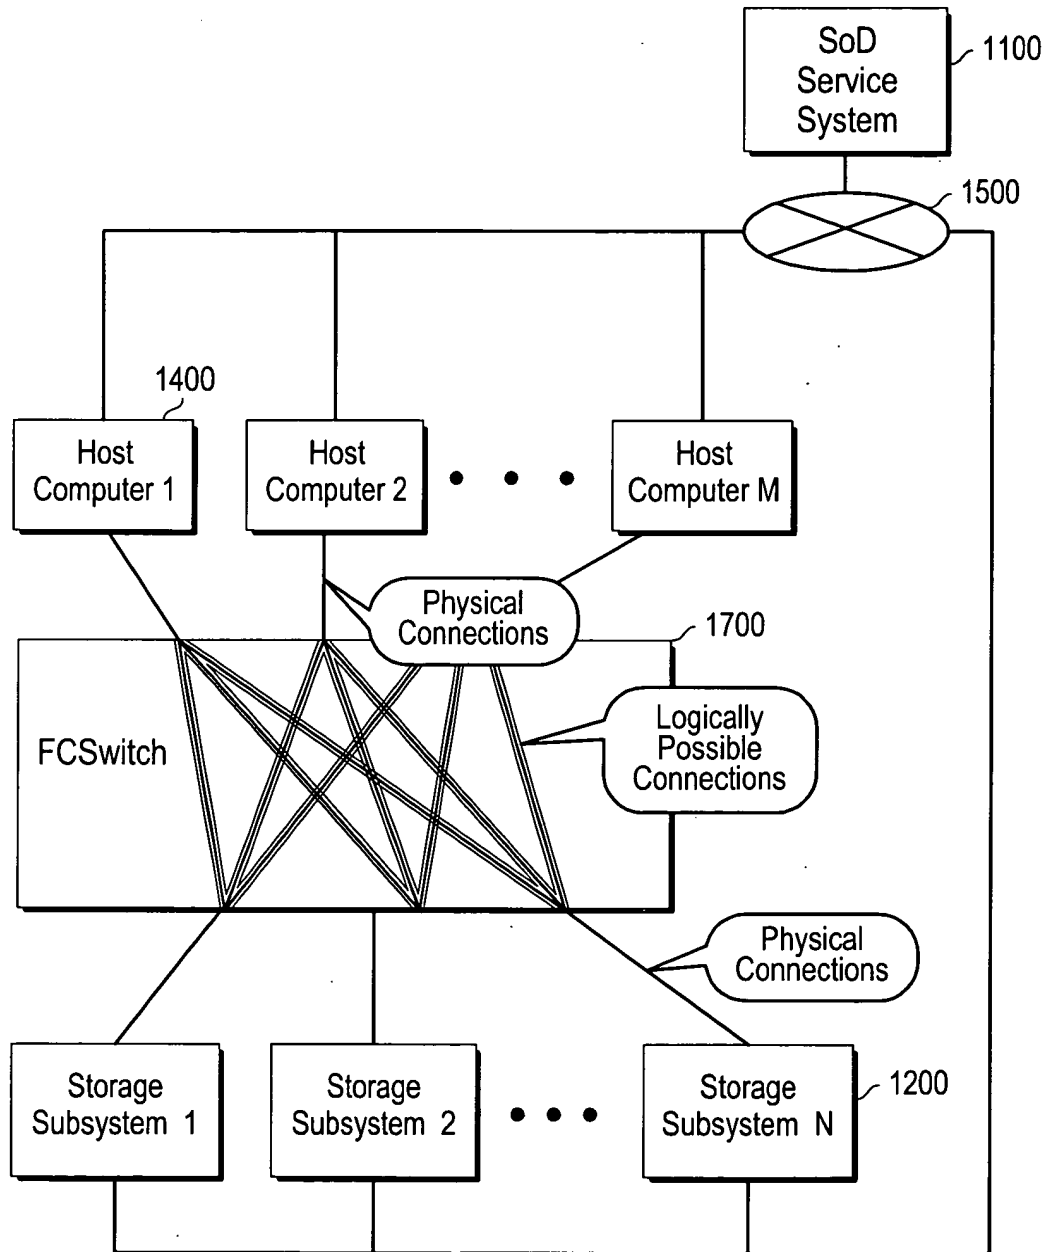 SoD
Service
System
1100
1500
1400
Host
Computer 1
Host
Computer 2
Host
Computer M
Physical
Connections
1700
FCSwitch
Logically
Possible
Connections
Physical
Connections
Storage
Subsystem 1
Storage
Subsystem 2
Storage
Subsystem N
1200